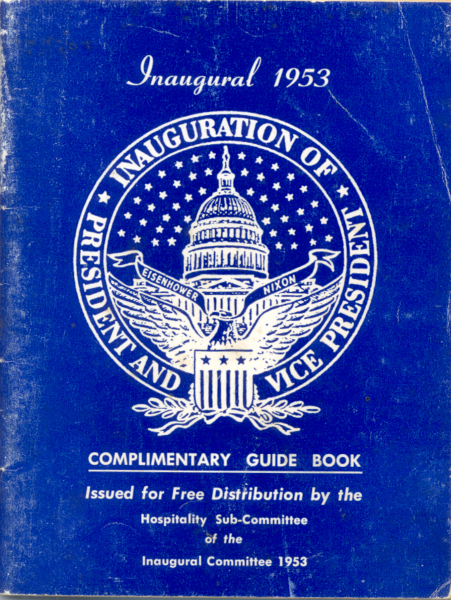 Inaugural 1953
★ INAUGURATION OF ★
PRESIDENT AND VICE PRESIDENT
EISENHOWER
NIXON
COMPLIMENTARY GUIDE BOOK
Issued for Free Distribution by the
Hospitality Sub-Committee
of the
Inaugural Committee 1953